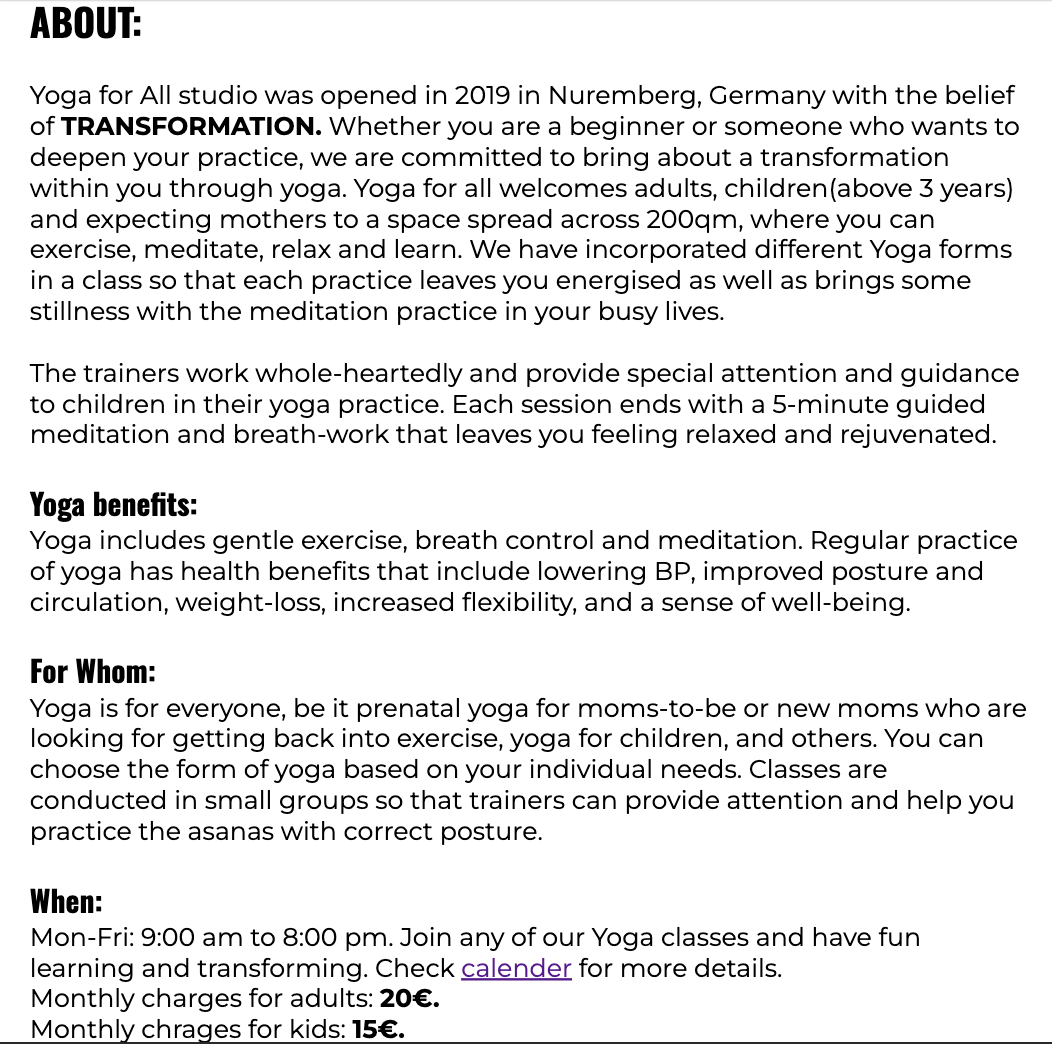 ABOUT:
Yoga for All studio was opened in 2019 in Nuremberg, Germany with the belief
of TRANSFORMATION. Whether you are a beginner or someone who wants to
deepen your practice, we are committed to bring about a transformation
within you through yoga. Yoga for all welcomes adults, children(above 3 years)
and expecting mothers to a space spread across 200qm, where you can
exercise, meditate, relax and learn. We have incorporated different Yoga forms
in a class so that each practice leaves you energised as well as brings some
stillness with the meditation practice in your busy lives.
The trainers work whole-heartedly and provide special attention and guidance
to children in their yoga practice. Each session ends with a 5-minute guided
meditation and breath-work that leaves you feeling relaxed and rejuvenated.
Yoga benefits:
Yoga includes gentle exercise, breath control and meditation. Regular practice
of yoga has health benefits that include lowering BP, improved posture and
circulation, weight-loss, increased flexibility, and a sense of well-being.
For Whom:
Yoga is for everyone, be it prenatal yoga for moms-to-be or new moms who are
looking for getting back into exercise, yoga for children, and others. You can
choose the form of yoga based on your individual needs. Classes are
conducted in small groups so that trainers can provide attention and help you
practice the asanas with correct posture.
When:
Mon-Fri: 9:00 am to 8:00 pm. Join any of our Yoga classes and have fun
learning and transforming. Check calender for more details.
Monthly charges for adults: 20€.
Monthly chrages for kids: 15€.